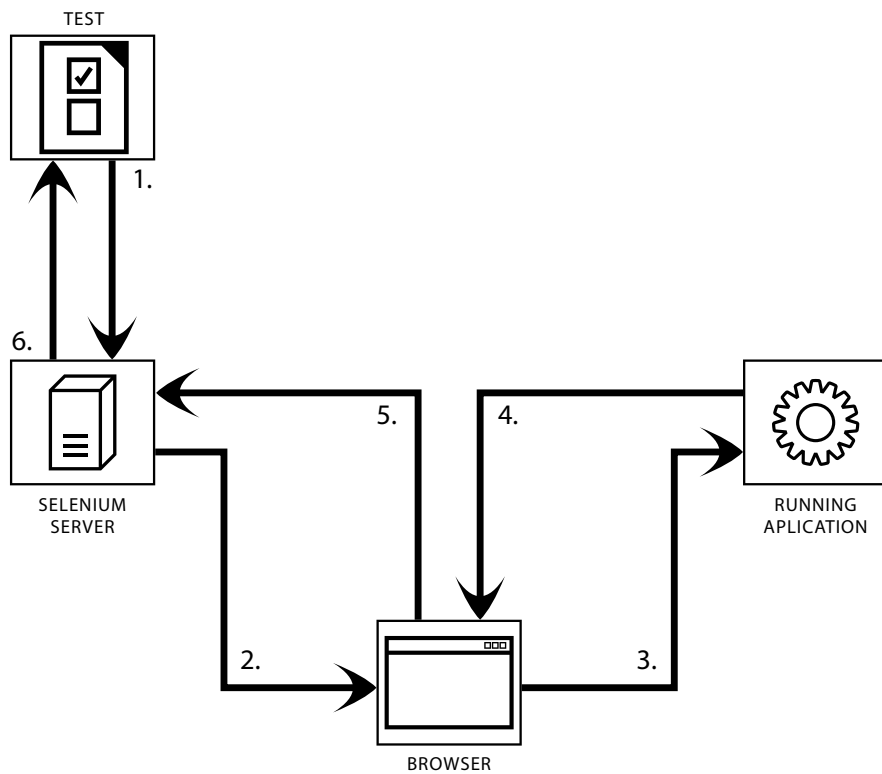 TEST
1.
6.
5.
4.
SELENIUM
SERVER
RUNNING
APLICATION
2.
3.
BROWSER